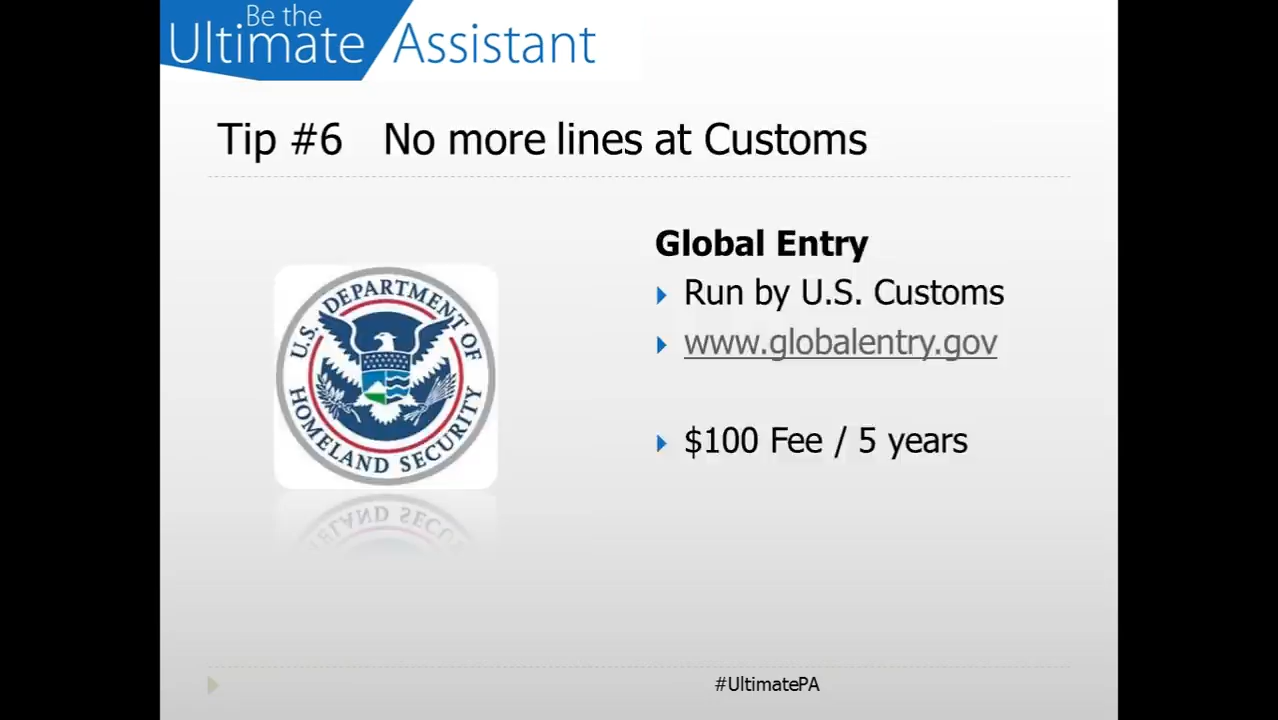 Be the
Ultimate Assistant
Tip #6 No more lines at Customs
Global Entry
Run by U.S. Customs
www.globalentry.gov
$100 Fee / 5 years
U.S. DEPARTMENT OF
HOMELAND SECURITY
#UltimatePA